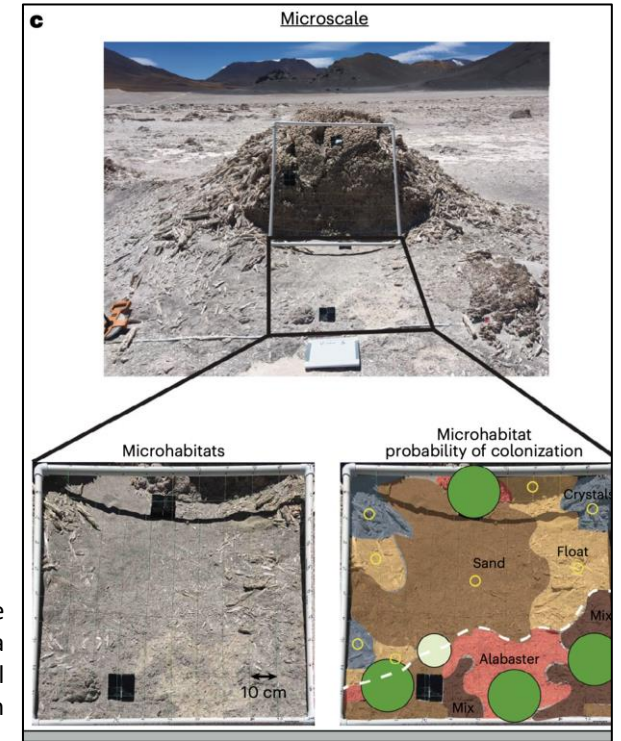 c
Microscale
Microhabitats
Microhabitat
probability of colonization
Crystals
Float
Sand
Mix
Alabaster
10 cm
Mix
e
a
l
n